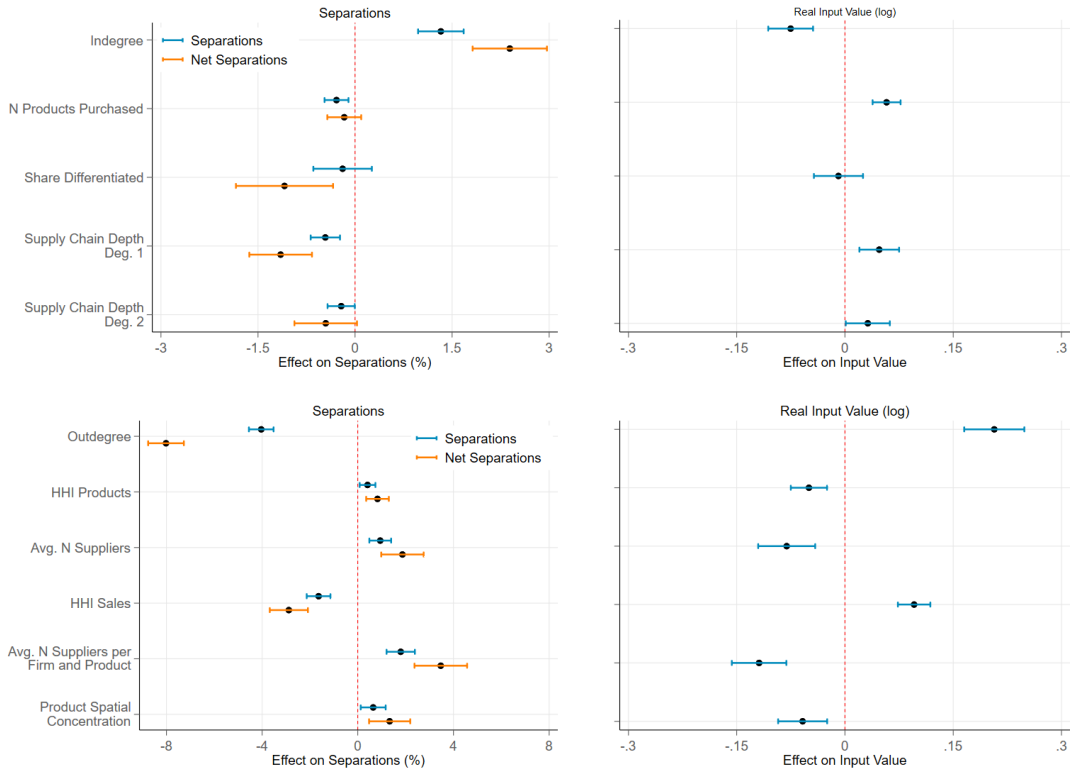 Separations
Indegree
Separations
Net Separations
N Products Purchased
Share Differentiated
Supply Chain Depth
Deg. 1
Supply Chain Depth
Deg. 2
-3 -1.5 0 1.5 3
Effect on Separations (%)
Real Input Value (log)
-.3 -.15 0 .15 .3
Effect on Input Value
Separations
Outdegree
Separations
Net Separations
HHI Products
Avg. N Suppliers
HHI Sales
Avg. N Suppliers per
Firm and Product
Product Spatial
Concentration
-8 -4 0 4 8
Effect on Separations (%)
Real Input Value (log)
-.3 -.15 0 .15 .3
Effect on Input Value